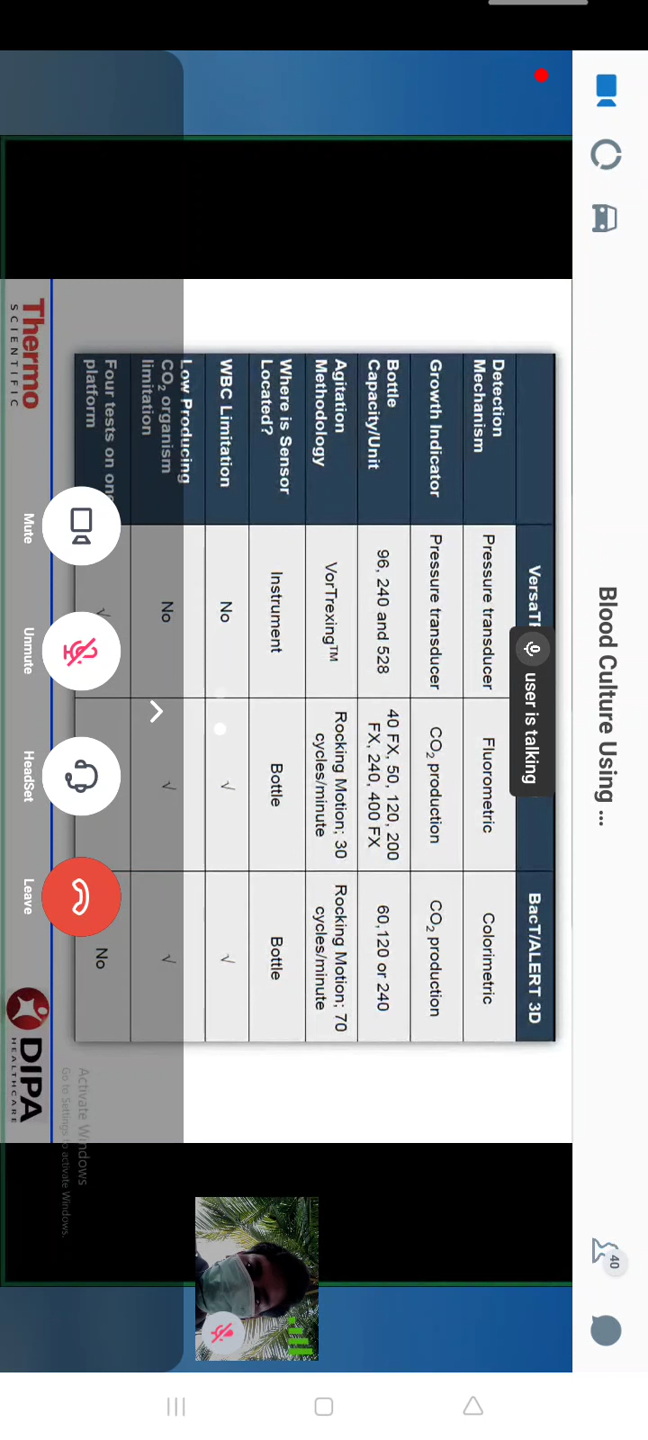 Blood Culture Using ...
40
user is talking
BacT/ALERT 3D
Detection
Mechanism
Pressure transducer
Fluorometric
Colorimetric
Growth Indicator
Pressure transducer
CO₂ production
CO₂ production
Bottle
Capacity/Unit
96, 240 and 528
40 FX, 50, 120, 200
FX, 240, 400 FX
60,120 or 240
Agitation
Methodology
VorTrexing™
Rocking Motion; 30
cycles/minute
Rocking Motion; 70
cycles/minute
Where is Sensor
Located?
Instrument
Bottle
Bottle
WBC Limitation
No
√
√
Low Producing
CO₂ organism
limitation
No
√
√
Four tests on
platform
√
No
Mute
Unmute
HeadSet
Leave
Thermo
SCIENTIFIC
DIPA
HEALTHCARE
Activate Windows
Go to Settings to activate Windows.